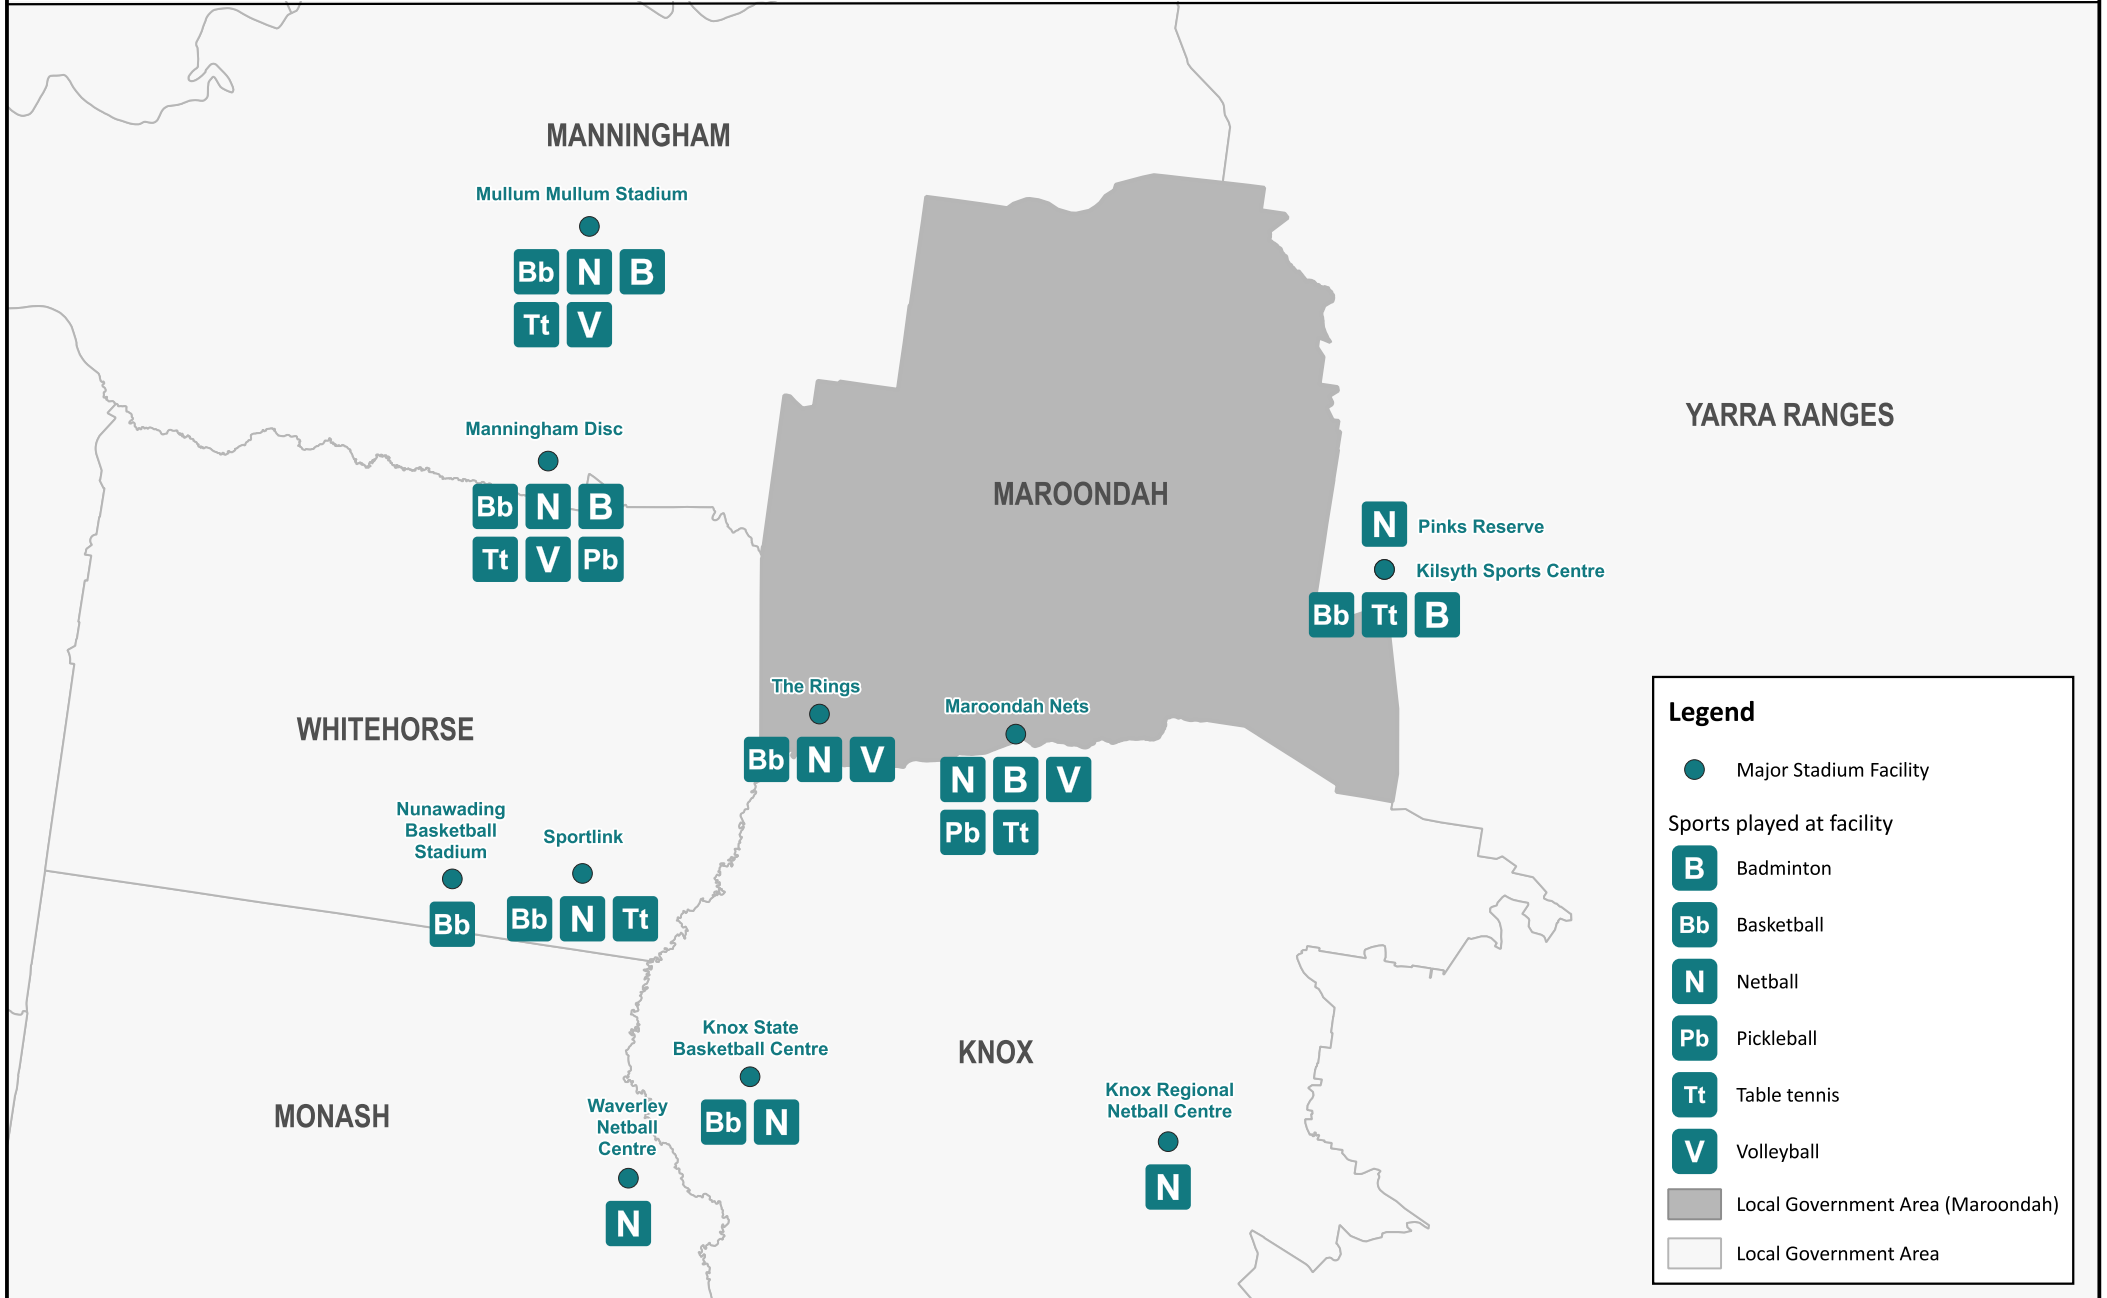 MANNINGHAM
Mullum Mullum Stadium
Bb N B
Tt V
Manningham Disc
Bb N B
Tt V Pb
YARRA RANGES
MAROONDAH
N Pinks Reserve
Kilsyth Sports Centre
Bb Tt B
The Rings
Bb N V
Maroondah Nets
N B V
Pb Tt
WHITEHORSE
Nunawading
Basketball
Stadium
Bb
Sportlink
Bb N Tt
Knox State
Basketball Centre
Bb N
KNOX
Knox Regional
Netball Centre
N
MONASH
Waverley
Netball
Centre
N
Legend
Major Stadium Facility
Sports played at facility
B Badminton
Bb Basketball
N Netball
Pb Pickleball
Tt Table tennis
V Volleyball
Local Government Area (Maroondah)
Local Government Area